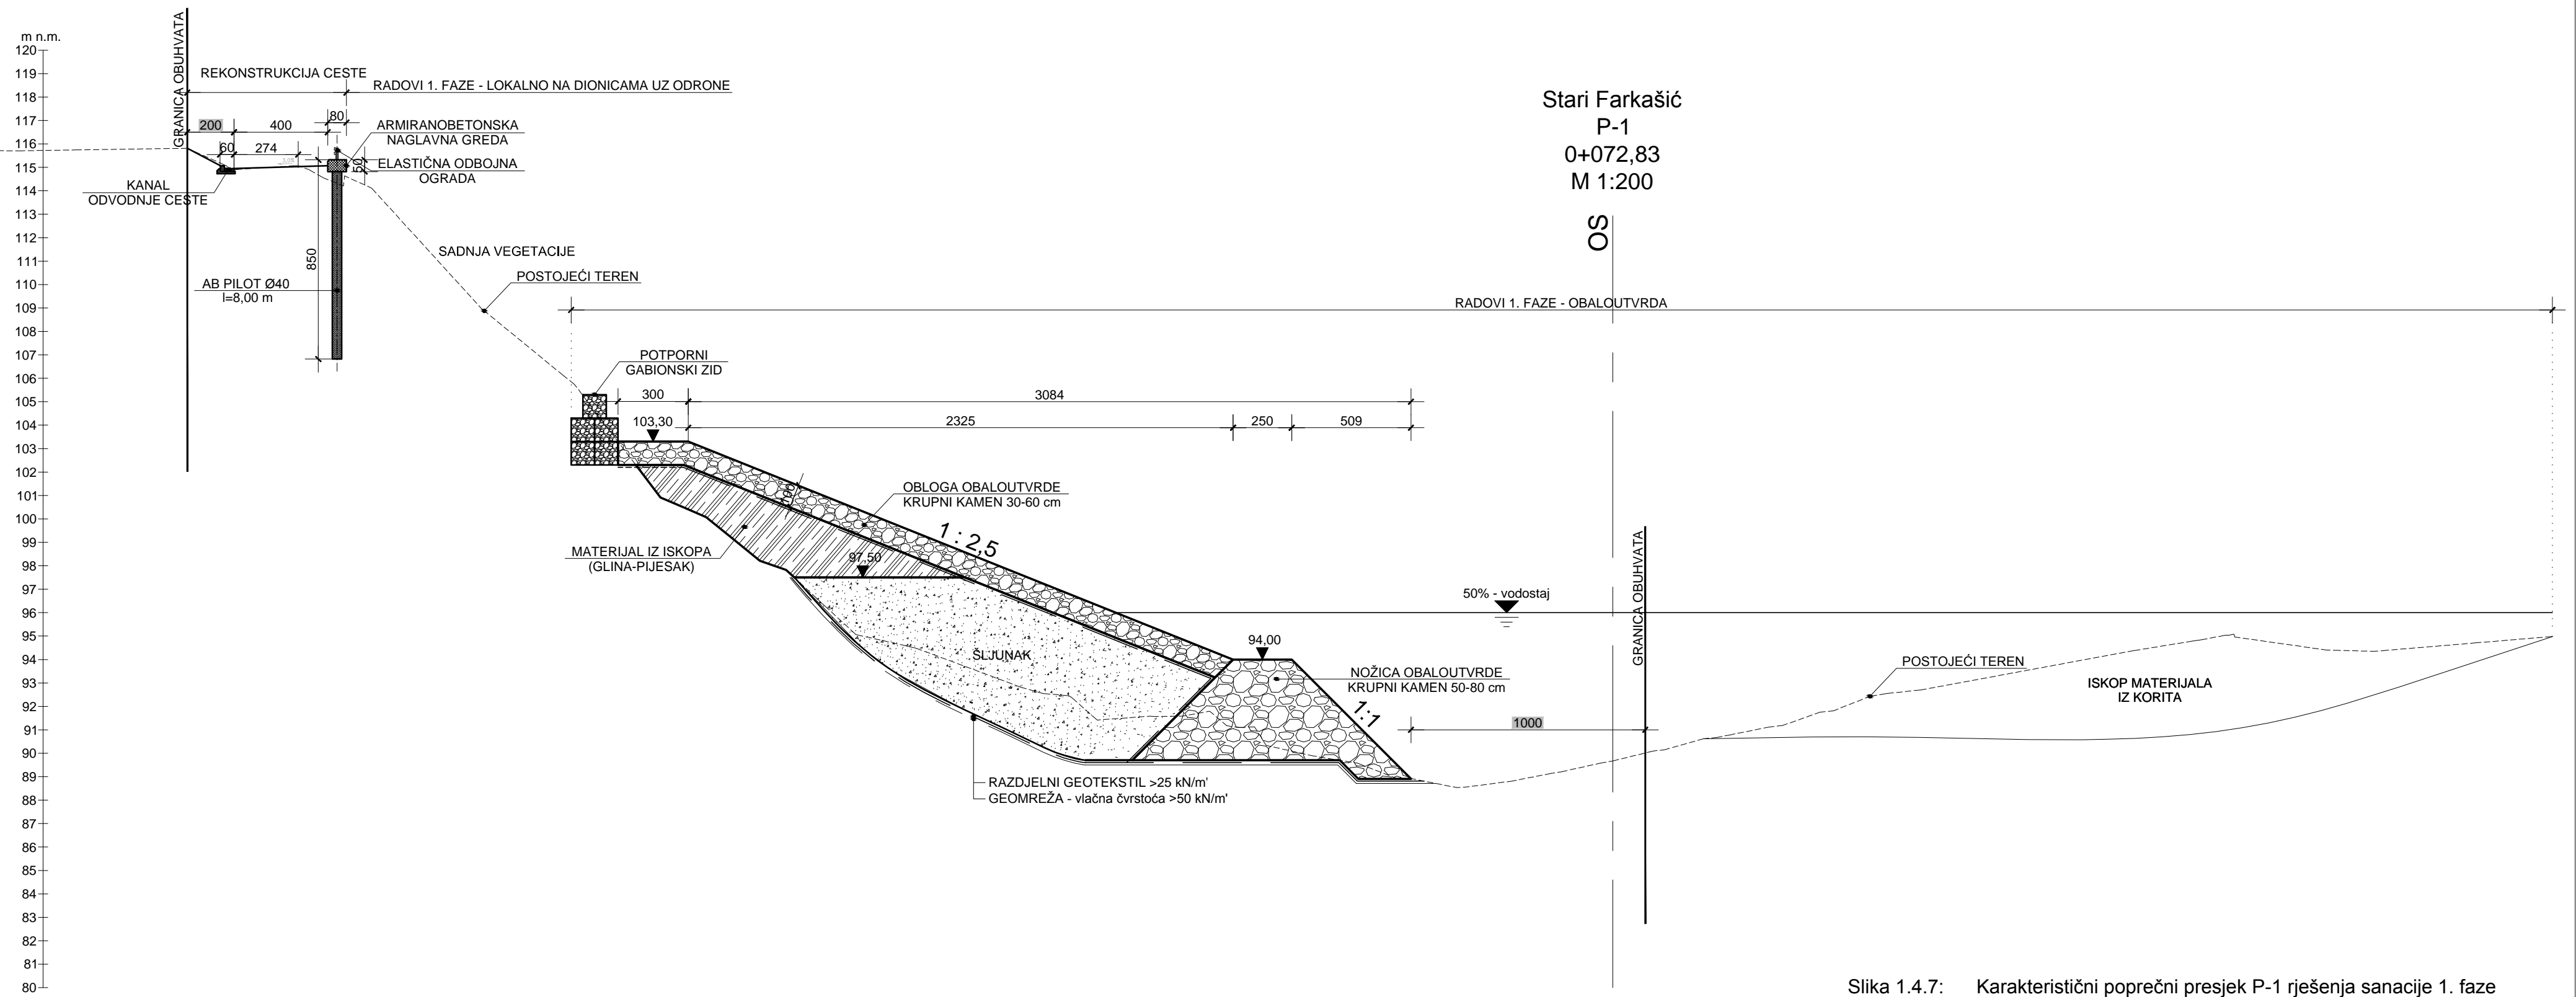 m n.m.
120
119
118
117
116
115
114
113
112
111
110
109
108
107
106
105
104
103
102
101
100
99
98
97
96
95
94
93
92
91
90
89
88
87
86
85
84
83
82
81
80
GRANICA OBUHVATA
REKONSTRUKCIJA CESTE
RADOVI 1. FAZE - LOKALNO NA DIONICAMA UZ ODRONE
200
400
80
60
274
50
ARMIRANOBETONSKA
NAGLAVNA GREDA
ELASTIČNA ODBOJNA
OGRADA
KANAL
ODVODNJE CESTE
850
AB PILOT Ø40
l=8,00 m
SADNJA VEGETACIJE
POSTOJEĆI TEREN
Stari Farkašić
P-1
0+072,83
M 1:200
OS
RADOVI 1. FAZE - OBALOUTVRDA
POTPORNI
GABIONSKI ZID
300
3084
103,30
2325
250
509
100
OBLOGA OBALOUTVRDE
KRUPNI KAMEN 30-60 cm
1 : 2,5
MATERIJAL IZ ISKOPA
(GLINA-PIJESAK)
97,50
50% - vodostaj
GRANICA OBUHVATA
94,00
ŠLJUNAK
NOŽICA OBALOUTVRDE
KRUPNI KAMEN 50-80 cm
1:1
1000
POSTOJEĆI TEREN
ISKOP MATERIJALA
IZ KORITA
RAZDJELNI GEOTEKSTIL >25 kN/m'
GEOMREŽA - vlačna čvrstoća >50 kN/m'
Slika 1.4.7: Karakteristični poprečni presjek P-1 rješenja sanacije 1. faze